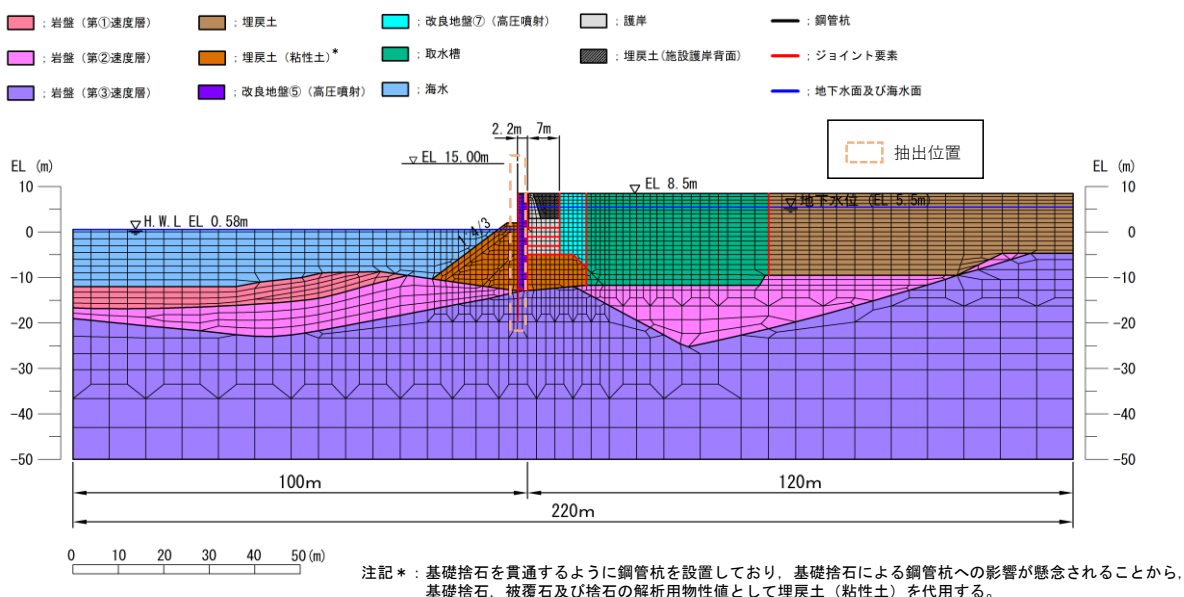 ；岩盤（第①速度層）
；埋戻土
；改良地盤⑦（高圧噴射）
；護岸
；鋼管杭
；岩盤（第②速度層）
；埋戻土（粘性土）*
；取水槽
；埋戻土(施設護岸背面)
；ジョイント要素
；岩盤（第③速度層）
；改良地盤⑤（高圧噴射）
；海水
；地下水面及び海水面
2.2m
7m
抽出位置
EL 15.00m
EL (m)
EL (m)
EL 8.5m
地下水位 (EL 5.5m)
H.W.L EL 0.58m
1:4/3
10
0
-10
-20
-30
-40
-50
10
0
-10
-20
-30
-40
-50
100m
120m
220m
0 10 20 30 40 50(m)
注記＊：基礎捨石を貫通するように鋼管杭を設置しており，基礎捨石による鋼管杭への影響が懸念されることから，
基礎捨石，被覆石及び捨石の解析用物性値として埋戻土（粘性土）を代用する。